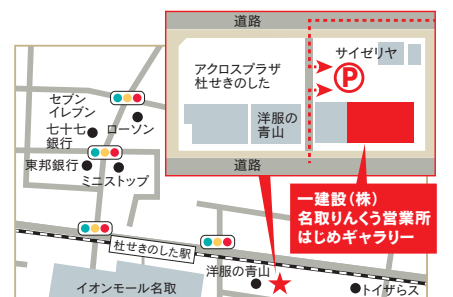 道路
アクロスプラザ
杜せきのした
サイゼリヤ
P
洋服の
青山
道路
セブン
イレブン
七十七
銀行
ローソン
東邦銀行
ミニストップ
一建設(株)
名取りんくう営業所
はじめギャラリー
杜せきのした駅
洋服の青山
イオンモール名取
トイザらス